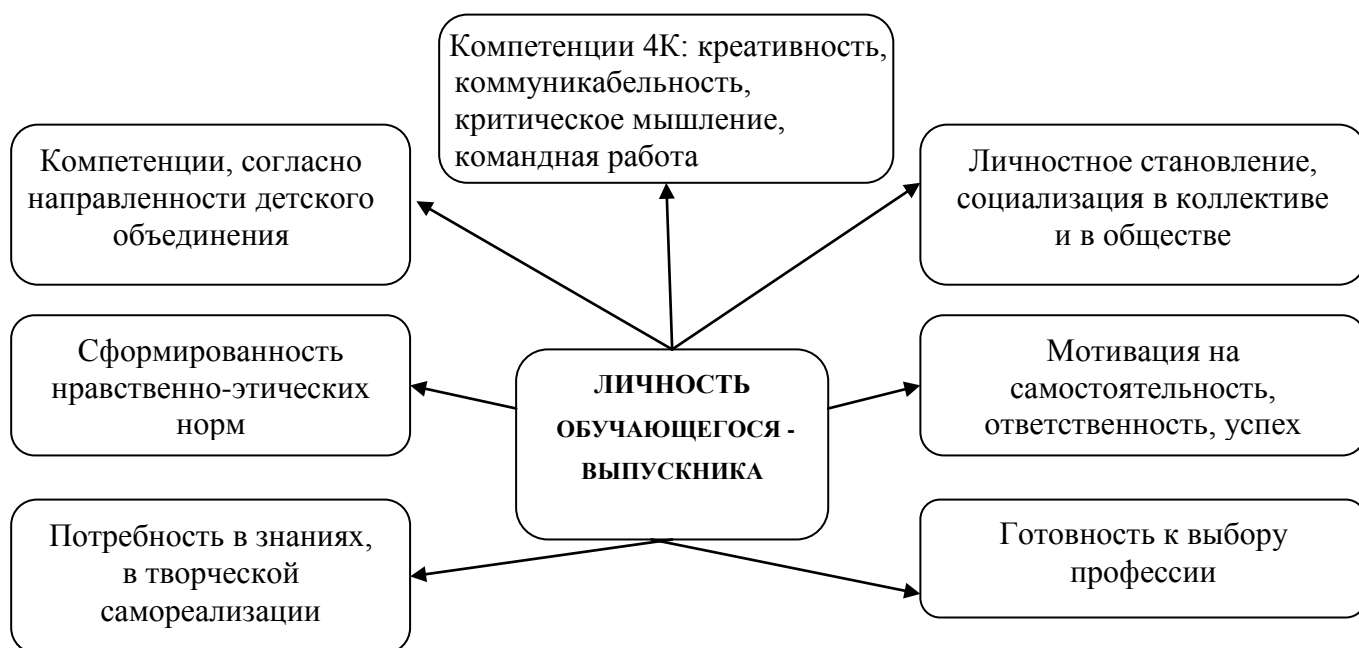 Компетенции 4К: креативность,
коммуникабельность,
критическое мышление,
командная работа
Компетенции, согласно
направленности детского
объединения
Личностное становление,
социализация в коллективе
и в обществе
Сформированность
нравственно-этических
норм
ЛИЧНОСТЬ
ОБУЧАЮЩЕГОСЯ -
ВЫПУСКНИКА
Мотивация на
самостоятельность,
ответственность, успех
Потребность в знаниях,
в творческой
самореализации
Готовность к выбору
профессии